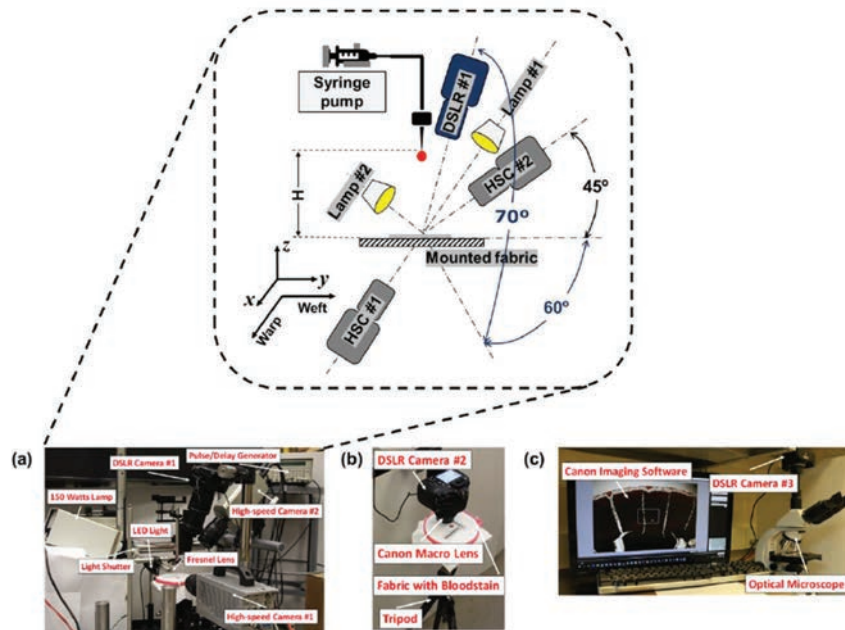 Syringe
pump
DSLR #1
Lamp #1
HSC #2
45°
H
Lamp #2
70°
Mounted fabric
z
y
x
Weft
Warp
HSC #1
60°
(a)
DSLR Camera #1
Pulse/Delay Generator
150 Watts Lamp
High-speed Camera #2
LED Light
Light Shutter
Fresnel Lens
High-speed Camera #1
(b)
DSLR Camera #2
Canon Macro Lens
Fabric with Bloodstain
Tripod
(c)
Canon Imaging Software
DSLR Camera #3
Optical Microscope